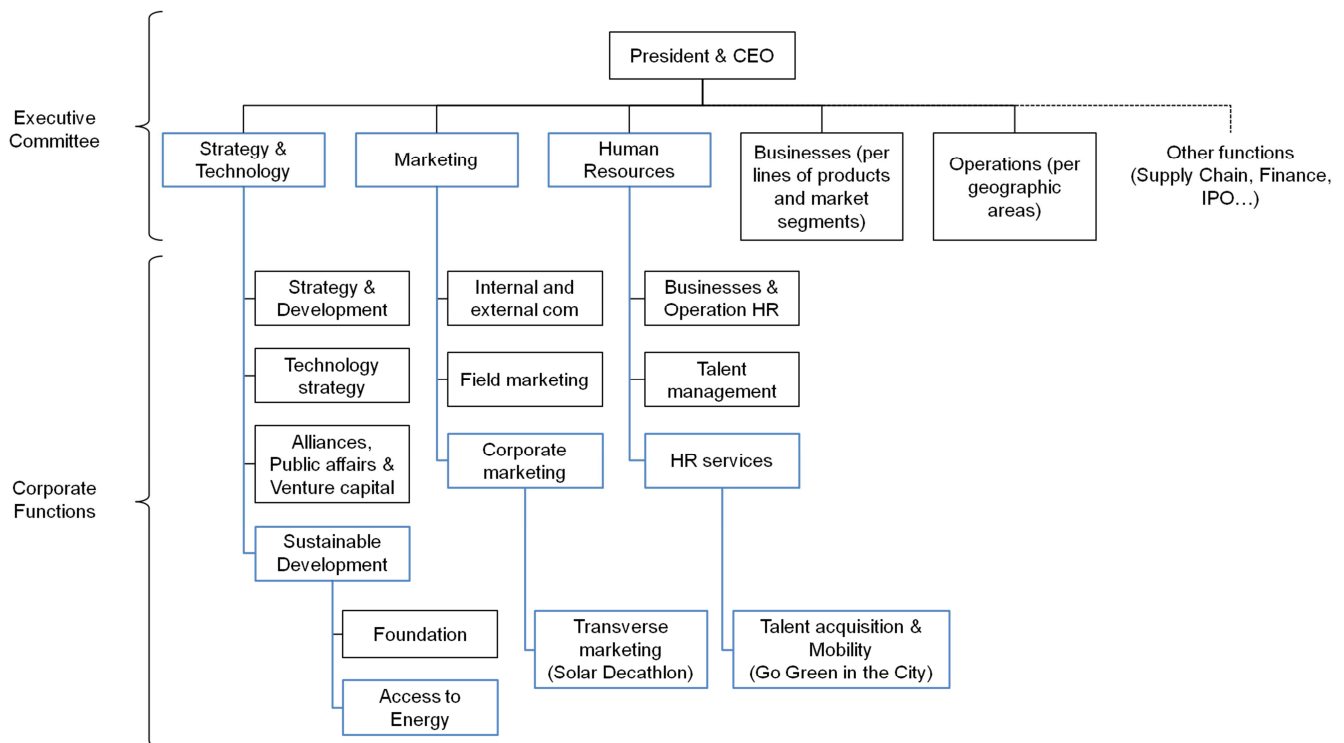 President & CEO
Executive
Committee
Strategy &
Technology
Marketing
Human
Resources
Businesses (per
lines of products
and market
segments)
Operations (per
geographic
areas)
Other functions
(Supply Chain, Finance,
IPO…)
Corporate
Functions
Strategy &
Development
Technology
strategy
Alliances,
Public affairs &
Venture capital
Sustainable
Development
Foundation
Access to
Energy
Internal and
external com
Field marketing
Corporate
marketing
Transverse
marketing
(Solar Decathlon)
Businesses &
Operation HR
Talent
management
HR services
Talent acquisition &
Mobility
(Go Green in the City)